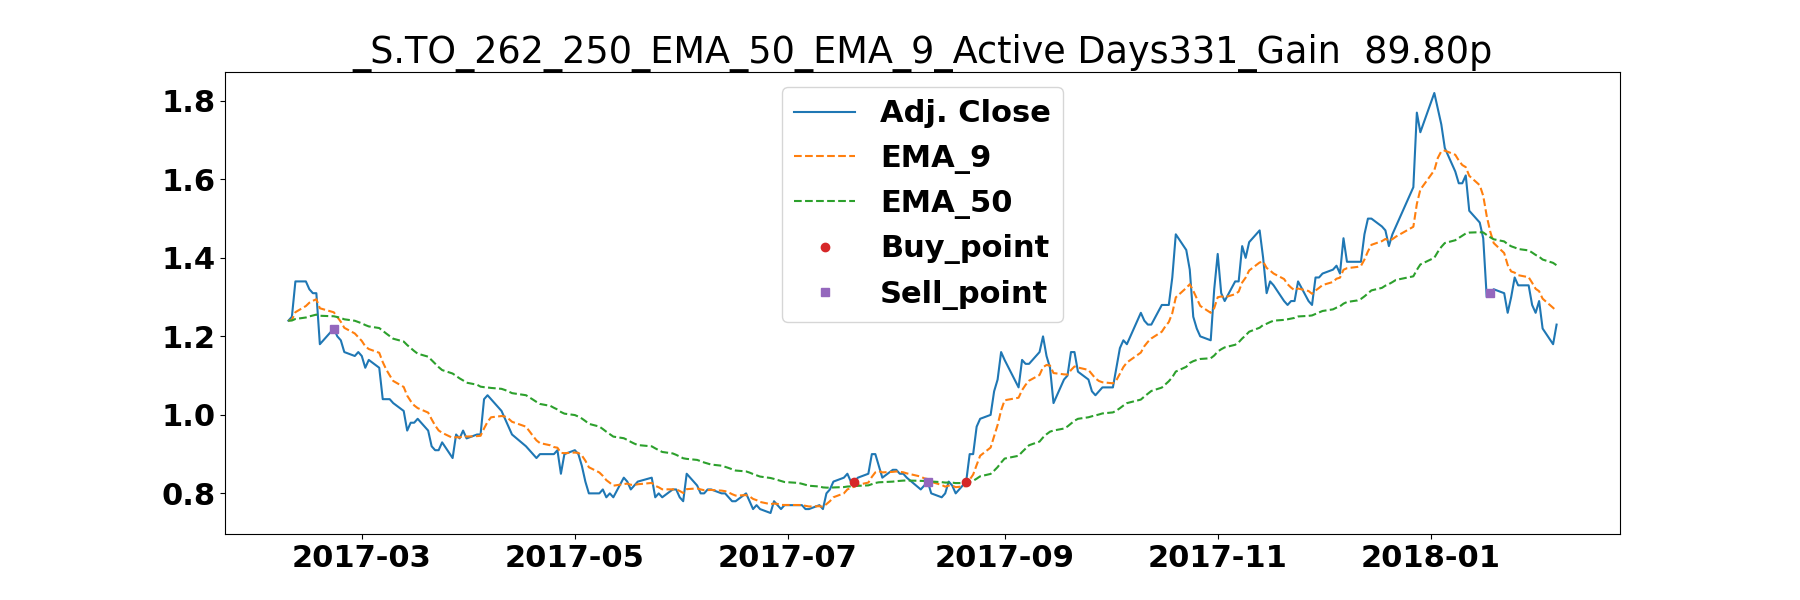 _S.TO_262_250_EMA_50_EMA_9_Active Days331_Gain  89.80p
1.8
1.6
1.4
1.2
1.0
0.8
Adj. Close
EMA_9
EMA_50
Buy_point
Sell_point
2017-03 2017-05 2017-07 2017-09 2017-11 2018-01